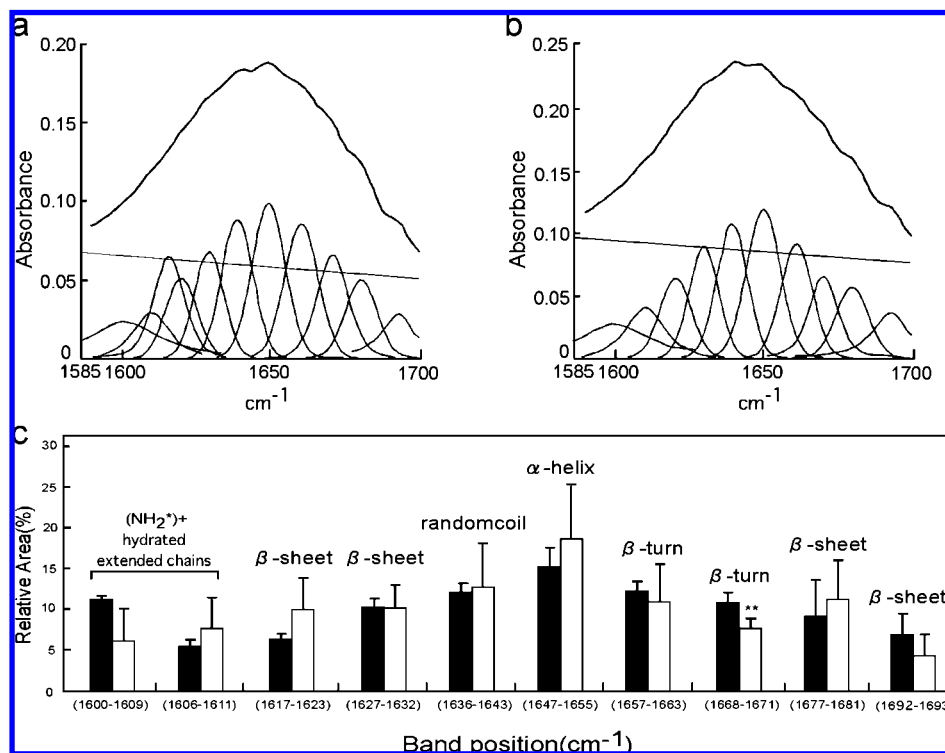 a
b
0.20
0.15
0.10
0.05
0
Absorbance
1585 1600
1650
1700
cm-1
0.25
0.20
0.15
0.10
0.05
0
Absorbance
1585 1600
1650
1700
cm-1
c
30
25
20
15
10
5
0
Relative Area(%)
(NH2*)+
hydrated
extended chains
β-sheet
β-sheet
randomcoil
α-helix
β-turn
β-turn
**
β-sheet
β-sheet
(1600-1609)
(1606-1611)
(1617-1623)
(1627-1632)
(1636-1643)
(1647-1655)
(1657-1663)
(1668-1671)
(1677-1681)
(1692-1693
Band position(cm-1)